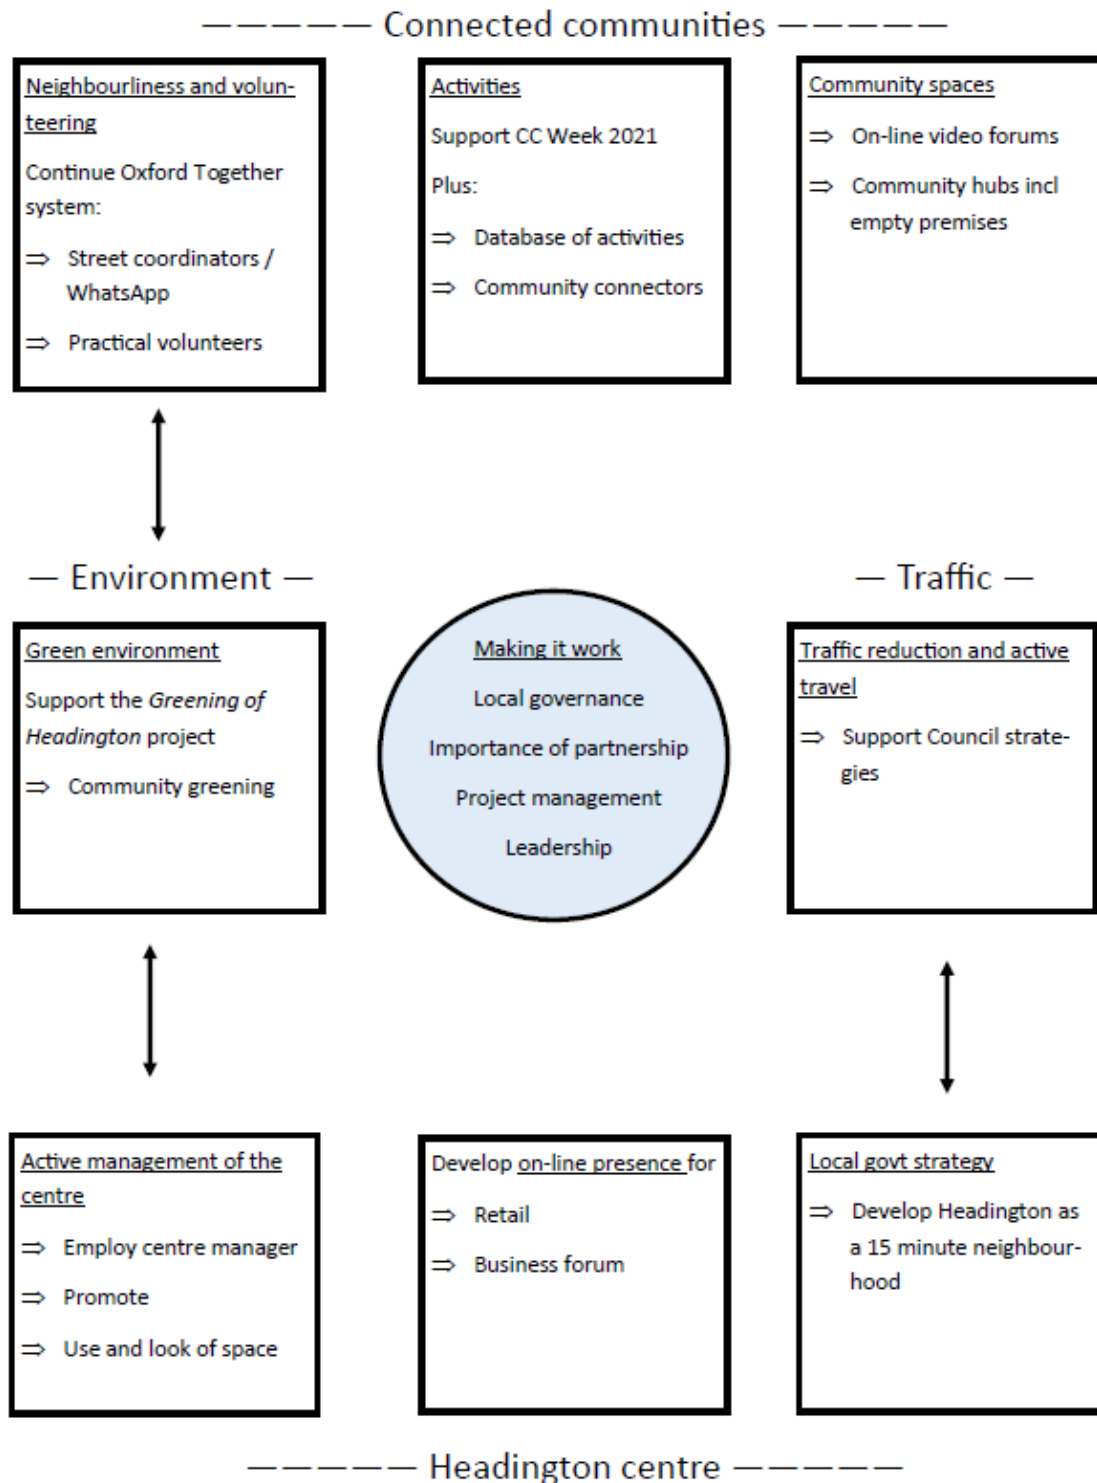 ————— Connected communities —————
Neighbourliness and volun-
teering
Continue Oxford Together
system:
⇒ Street coordinators /
WhatsApp
⇒ Practical volunteers
Activities
Support CC Week 2021
Plus:
⇒ Database of activities
⇒ Community connectors
Community spaces
⇒ On-line video forums
⇒ Community hubs incl
empty premises
— Environment —
Green environment
Support the Greening of
Headington project
⇒ Community greening
Making it work
Local governance
Importance of partnership
Project management
Leadership
— Traffic —
Traffic reduction and active
travel
⇒ Support Council strate-
gies
Active management of the
centre
⇒ Employ centre manager
⇒ Promote
⇒ Use and look of space
Develop on-line presence for
⇒ Retail
⇒ Business forum
Local govt strategy
⇒ Develop Headington as
a 15 minute neighbour-
hood
————— Headington centre —————